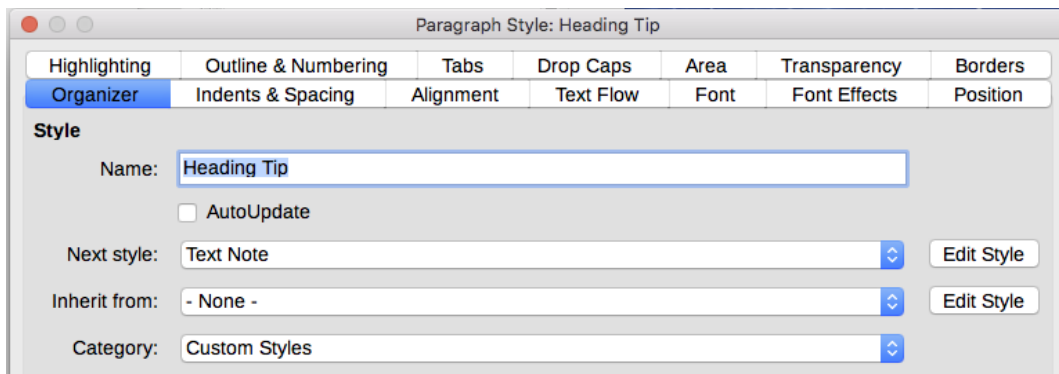 Paragraph Style: Heading Tip
Highlighting Outline & Numbering Tabs Drop Caps Area Transparency Borders
Organizer Indents & Spacing Alignment Text Flow Font Font Effects Position
Style
Name: Heading Tip
AutoUpdate
Next style: Text Note Edit Style
Inherit from: - None - Edit Style
Category: Custom Styles